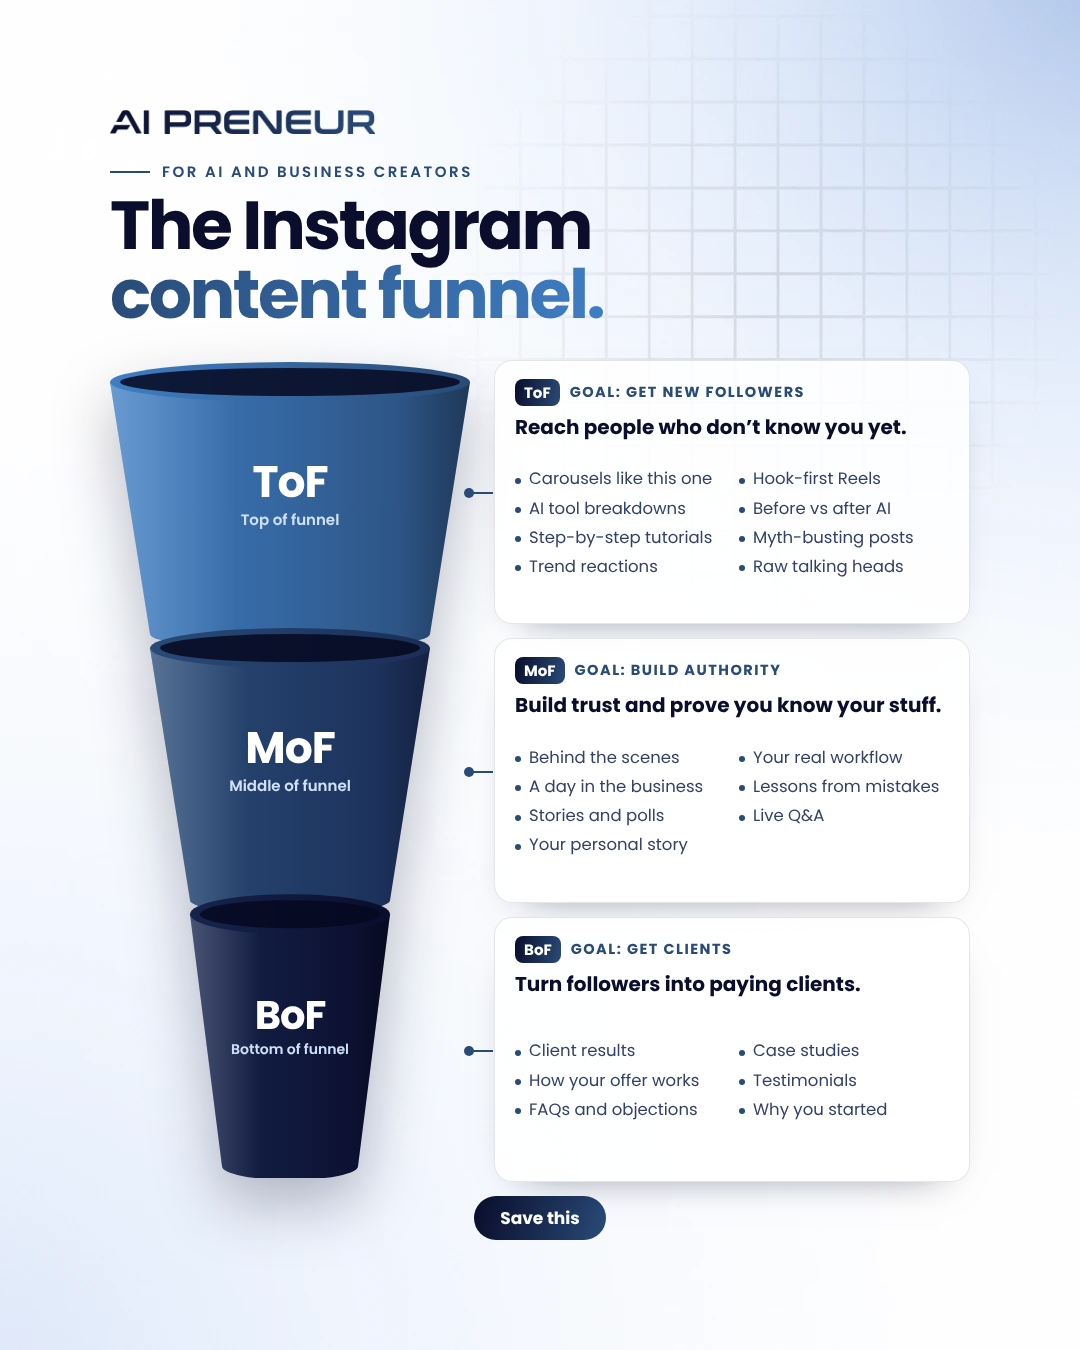 AI PRENEUR
FOR AI AND BUSINESS CREATORS
The Instagram
content funnel.
ToF
Top of funnel
ToF GOAL: GET NEW FOLLOWERS
Reach people who don’t know you yet.
Carousels like this one
AI tool breakdowns
Step-by-step tutorials
Trend reactions
Hook-first Reels
Before vs after AI
Myth-busting posts
Raw talking heads
MoF
Middle of funnel
MoF GOAL: BUILD AUTHORITY
Build trust and prove you know your stuff.
Behind the scenes
A day in the business
Stories and polls
Your personal story
Your real workflow
Lessons from mistakes
Live Q&A
BoF
Bottom of funnel
BoF GOAL: GET CLIENTS
Turn followers into paying clients.
Client results
How your offer works
FAQs and objections
Case studies
Testimonials
Why you started
Save this